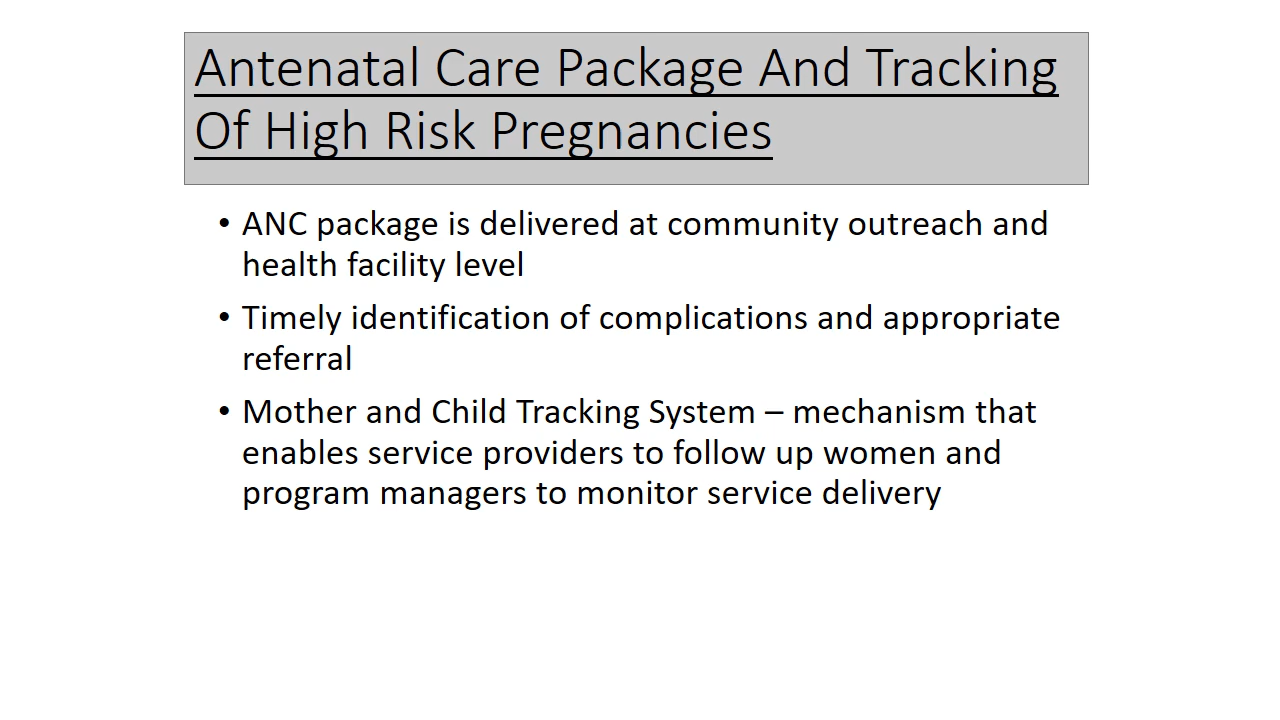 Antenatal Care Package And Tracking
Of High Risk Pregnancies
• ANC package is delivered at community outreach and
health facility level
• Timely identification of complications and appropriate
referral
• Mother and Child Tracking System – mechanism that
enables service providers to follow up women and
program managers to monitor service delivery